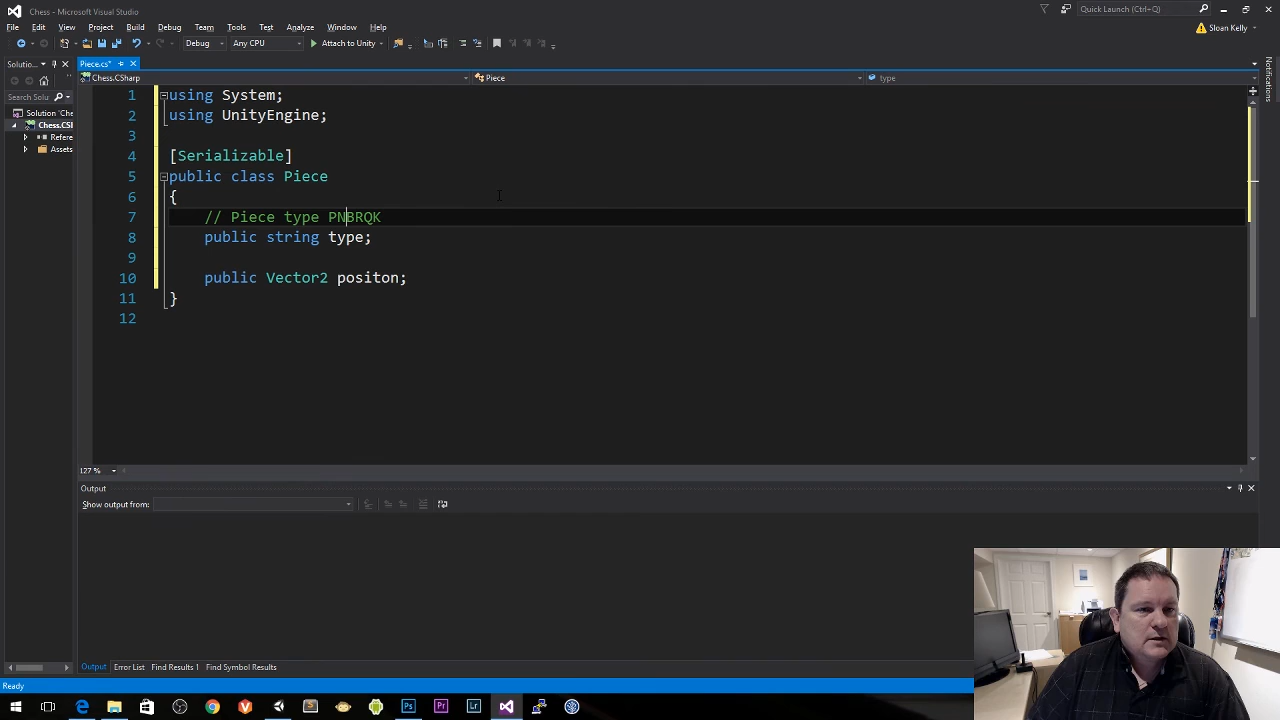 Chess - Microsoft Visual Studio
Quick Launch (Ctrl+Q)
File Edit View Project Build Debug Team Tools Test Analyze Window Help
Sloan Kelly
Debug Any CPU Attach to Unity
Solutio... Piece.cs*
Notifications
Chess.CSharp Piece type
Search Solu
Solution 'Che
Chess.CS
Refere
Assets
1 using System;
2 using UnityEngine;
3
4 [Serializable]
5 public class Piece
6 {
7 // Piece type PNBRQK
8 public string type;
9
10 public Vector2 positon;
11 }
12
127 %
Output
Show output from:
Output Error List Find Results 1 Find Symbol Results
Ready